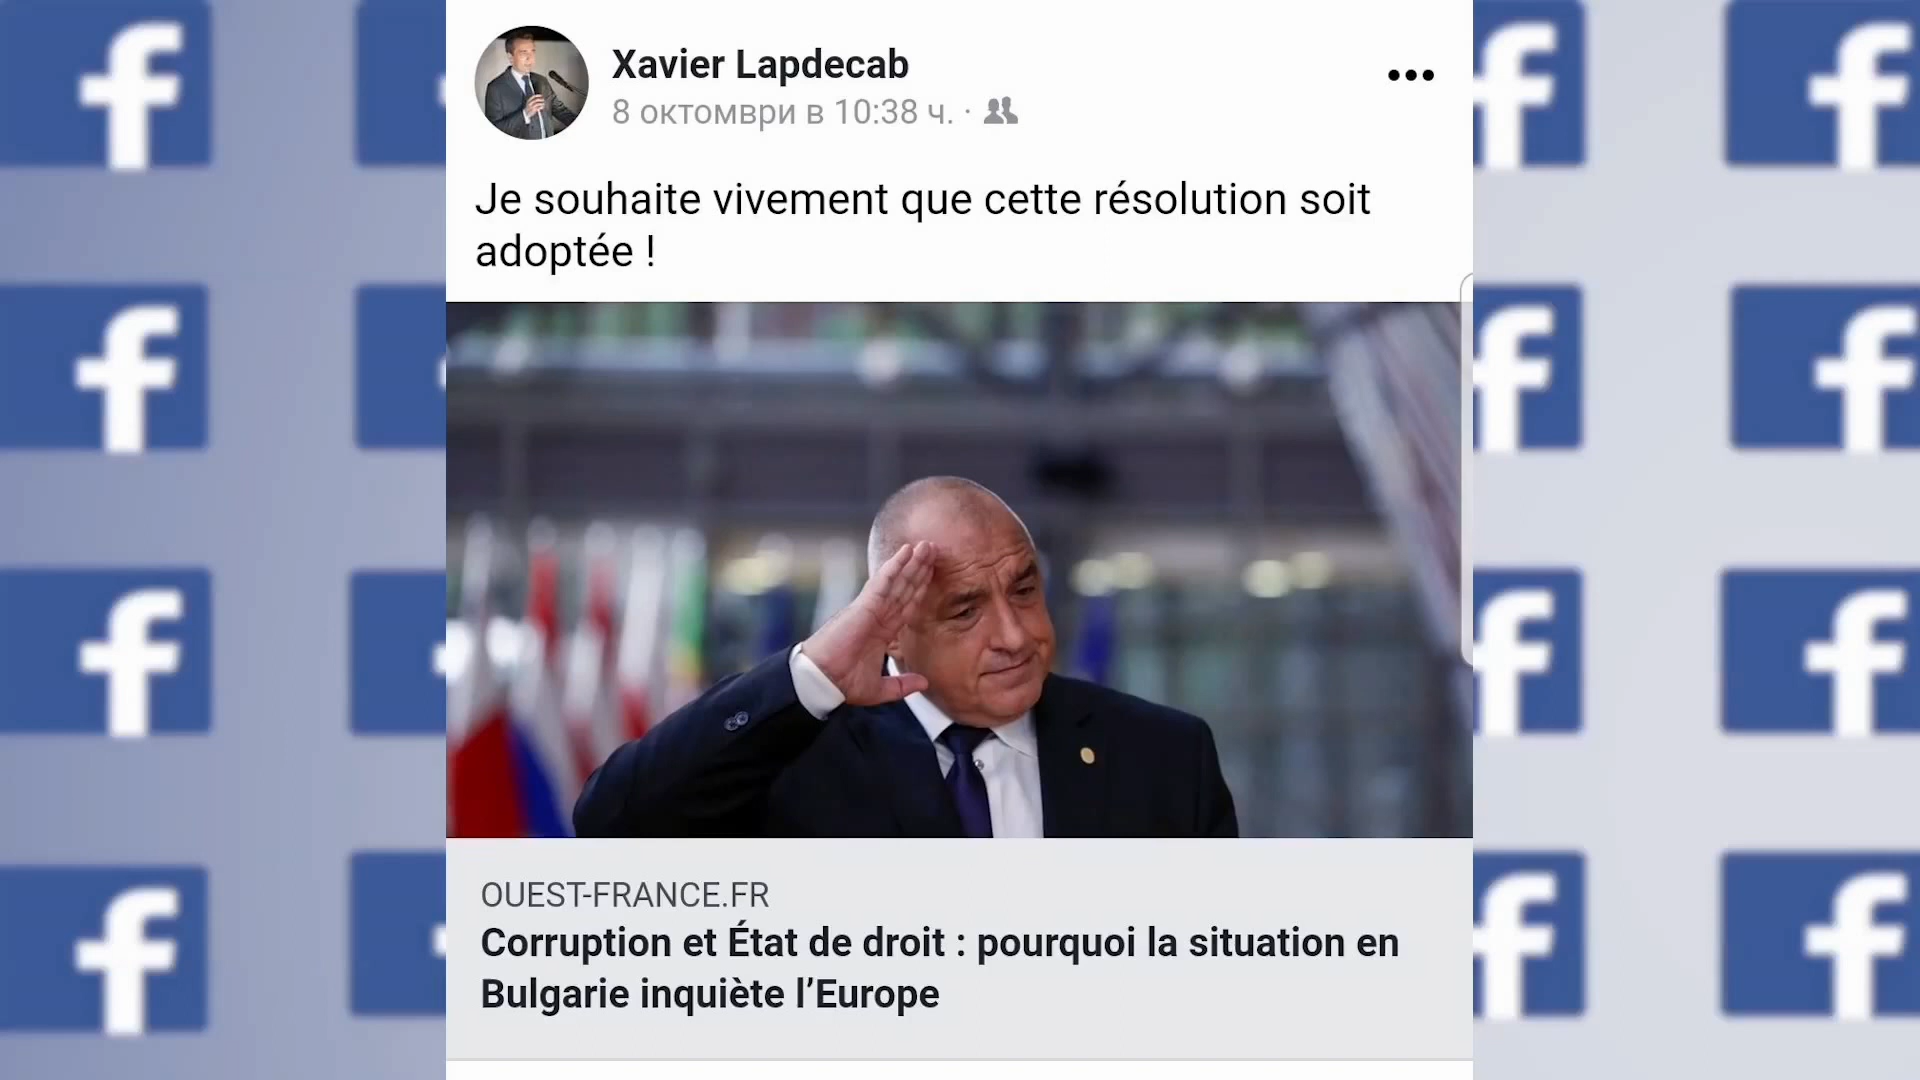 Xavier Lapdecab
8 октомври в 10:38 ч. ·
Je souhaite vivement que cette résolution soit
adoptée !
OUEST-FRANCE.FR
Corruption et État de droit : pourquoi la situation en
Bulgarie inquiète l’Europe